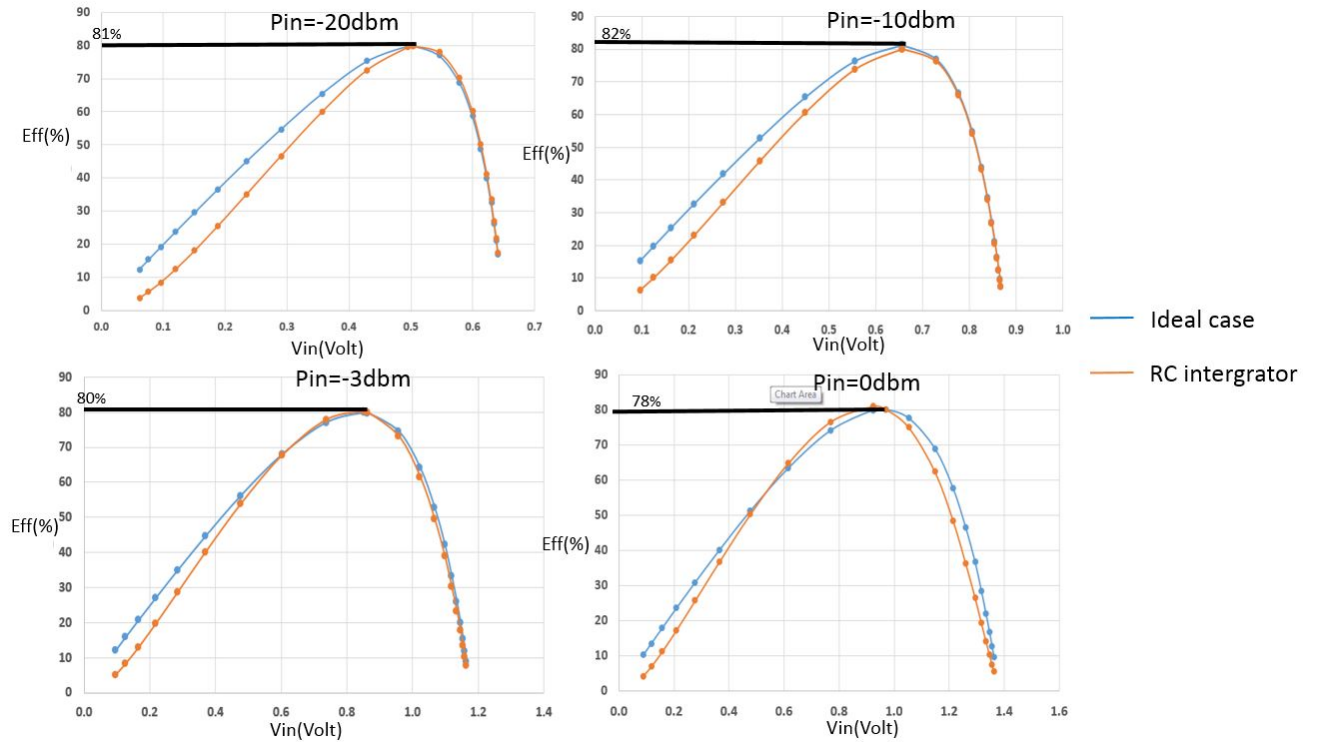 Pin=-20dbm
90
81%
80
70
60
Eff(%)
50
40
30
20
10
0
0.0 0.1 0.2 0.3 0.4 0.5 0.6 0.7
Vin(Volt)
Pin=-10dbm
90
82%
80
70
60
Eff(%)
50
40
30
20
10
0
0.0 0.1 0.2 0.3 0.4 0.5 0.6 0.7 0.8 0.9 1.0
Vin(Volt)
Ideal case
RC intergrator
Pin=-3dbm
90
80%
80
70
60
50
Eff(%)
40
30
20
10
0
0.0 0.2 0.4 0.6 0.8 1.0 1.2 1.4
Vin(Volt)
Pin=0dbm
90
Chart Area
78%
80
70
60
50
Eff(%)
40
30
20
10
0
0.0 0.2 0.4 0.6 0.8 1.0 1.2 1.4 1.6
Vin(Volt)